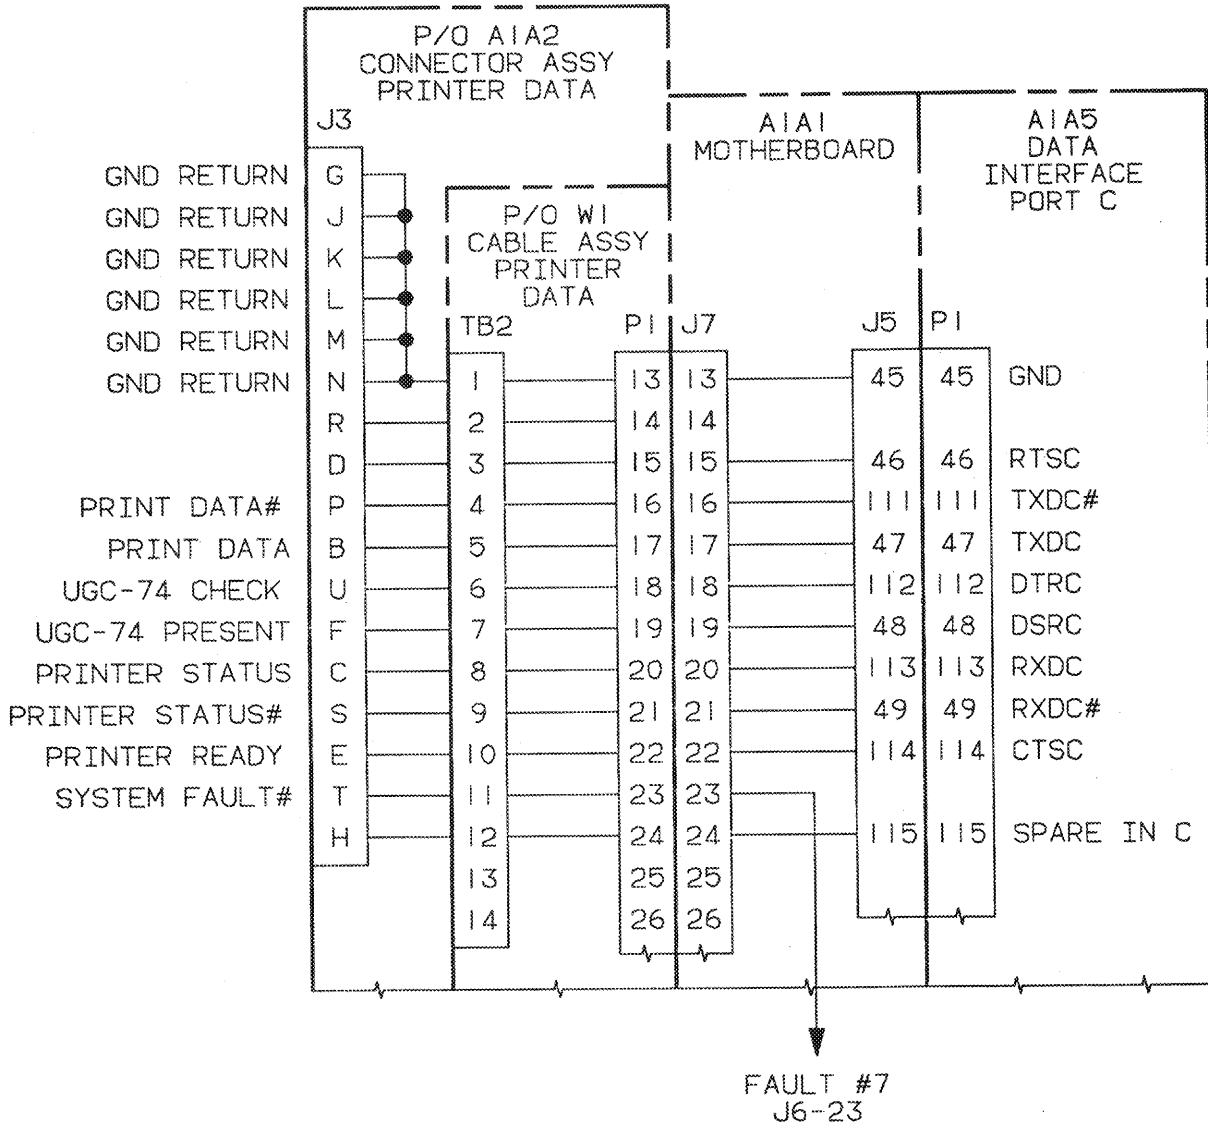 P/O A1A2
CONNECTOR ASSY
PRINTER DATA
A1A1
MOTHERBOARD
A1A5
DATA
INTERFACE
PORT C
J3
P/O W1
CABLE ASSY
PRINTER
DATA
TB2 P1 J7 J5 P1
GND RETURN G
GND RETURN J
GND RETURN K
GND RETURN L
GND RETURN M
GND RETURN N 1 13 13 45 45 GND
R 2 14 14
D 3 15 15 46 46 RTSC
PRINT DATA# P 4 16 16 111 111 TXDC#
PRINT DATA B 5 17 17 47 47 TXDC
UGC-74 CHECK U 6 18 18 112 112 DTRC
UGC-74 PRESENT F 7 19 19 48 48 DSRC
PRINTER STATUS C 8 20 20 113 113 RXDC
PRINTER STATUS# S 9 21 21 49 49 RXDC#
PRINTER READY E 10 22 22 114 114 CTSC
SYSTEM FAULT# T 11 23 23
H 12 24 24 115 115 SPARE IN C
13 25 25
14 26 26
FAULT #7
J6-23